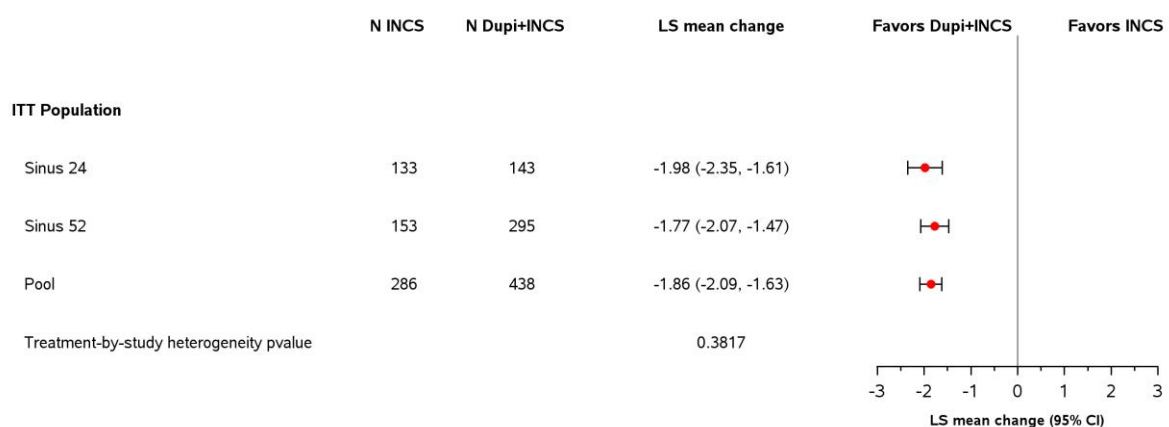 N INCS N Dupi+INCS LS mean change Favors Dupi+INCS Favors INCS
ITT Population
Sinus 24 133 143 -1.98 (-2.35, -1.61)
Sinus 52 153 295 -1.77 (-2.07, -1.47)
Pool 286 438 -1.86 (-2.09, -1.63)
Treatment-by-study heterogeneity pvalue 0.3817
-3 -2 -1 0 1 2 3
LS mean change (95% CI)